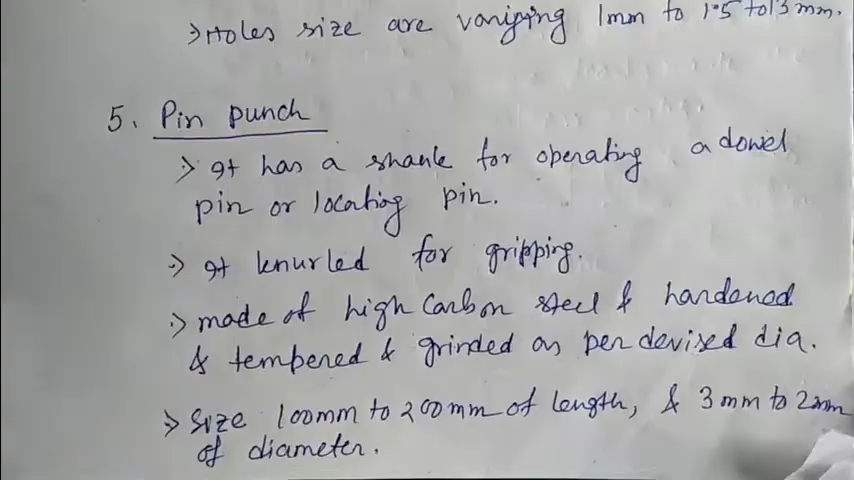 → Holes size are varying 1mm to 1.5 to 13 mm.
5. Pin punch
→ It has a shank for operating a dowel
pin or locating pin.
→ It knurled for gripping.
→ made of high Carbon steel & hardened
& tempered & grinded as per devised dia.
→ Size 100mm to 200mm of length, & 3mm to 2mm
of diameter.